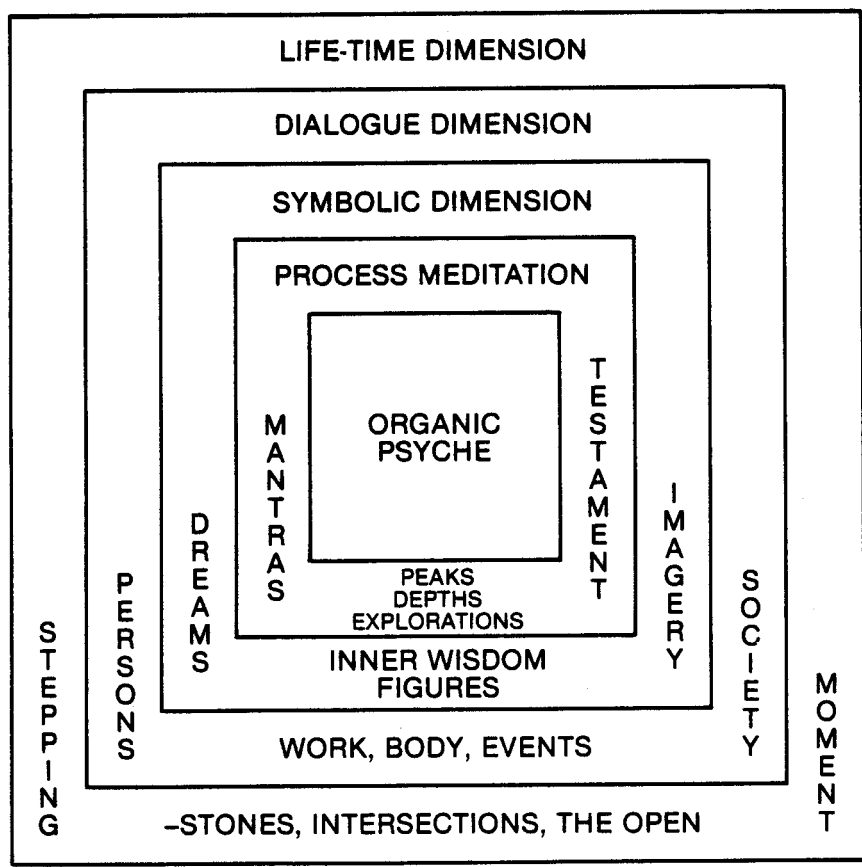 LIFE-TIME DIMENSION
DIALOGUE DIMENSION
SYMBOLIC DIMENSION
PROCESS MEDITATION
ORGANIC
PSYCHE
MANTRAS
TESTAMENT
PEAKS
DEPTHS
EXPLORATIONS
DREAMS
IMAGERY
INNER WISDOM
FIGURES
PERSONS
SOCIETY
WORK, BODY, EVENTS
STEPPING
–STONES, INTERSECTIONS, THE OPEN
MOMENT